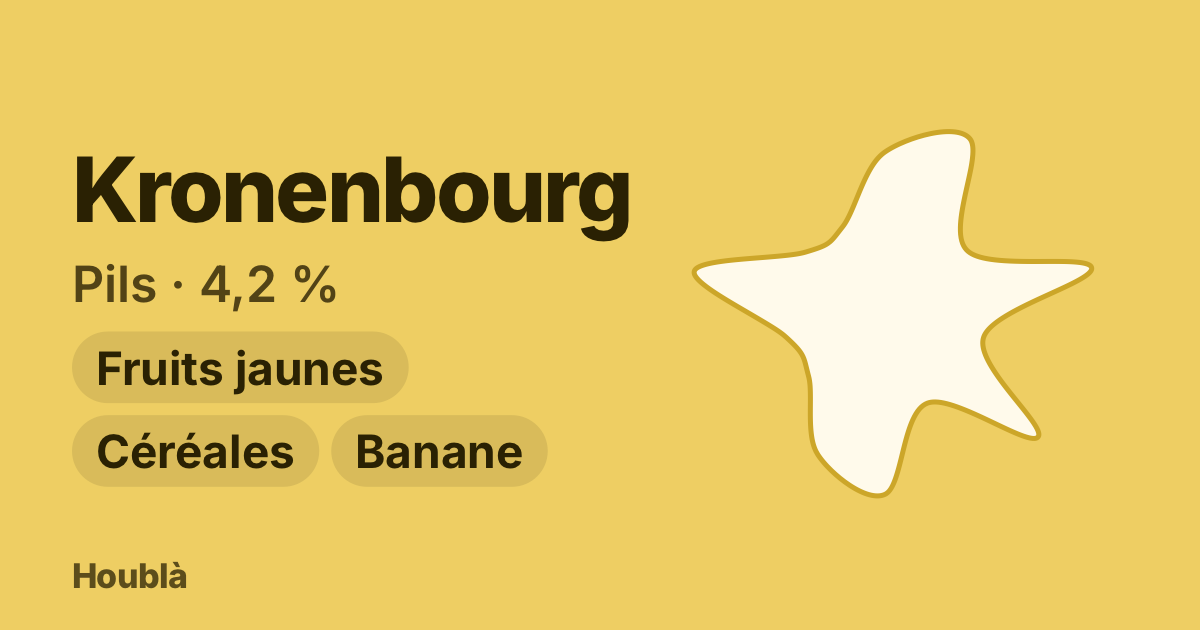 Kronenbourg
Pils · 4,2 %
Fruits jaunes
Céréales Banane
Houblà